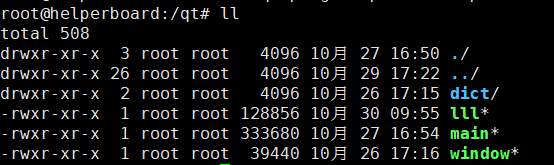 root@helperboard:/qt# ll
total 508
drwxr-xr-x  3 root root   4096 10月 27 16:50 ./
drwxr-xr-x 26 root root   4096 10月 29 17:22 ../
drwxr-xr-x  2 root root   4096 10月 26 17:15 dict/
-rwxr-xr-x  1 root root 128856 10月 30 09:55 lll*
-rwxr-xr-x  1 root root 333680 10月 27 16:54 main*
-rwxr-xr-x  1 root root  39440 10月 26 17:16 window*